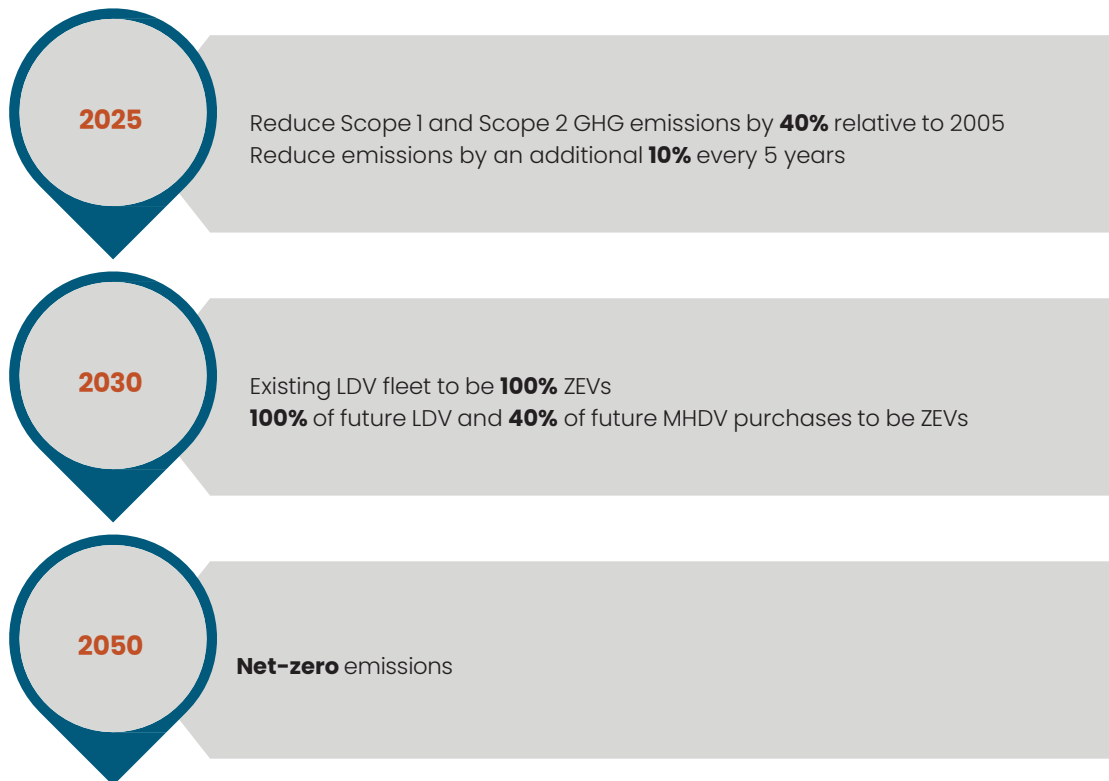 2025
Reduce Scope 1 and Scope 2 GHG emissions by 40% relative to 2005
Reduce emissions by an additional 10% every 5 years
2030
Existing LDV fleet to be 100% ZEVs
100% of future LDV and 40% of future MHDV purchases to be ZEVs
2050
Net-zero emissions